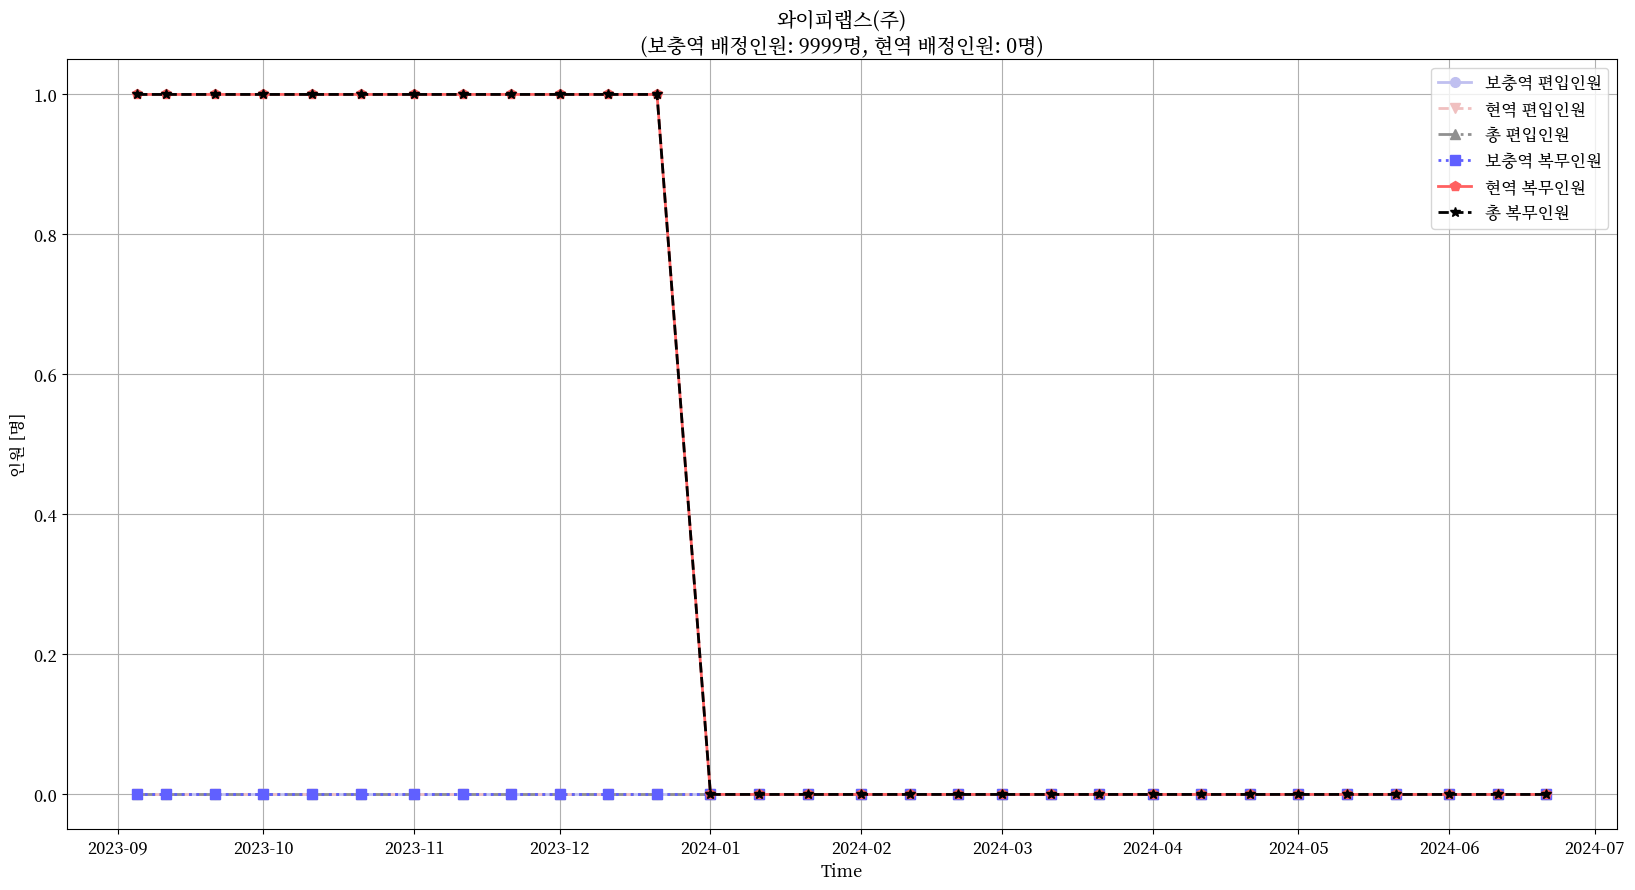 와이피랩스(주)
(보충역 배정인원: 9999명, 현역 배정인원: 0명)
보충역 편입인원
현역 편입인원
총 편입인원
보충역 복무인원
현역 복무인원
총 복무인원
인원 [명]
1.0
0.8
0.6
0.4
0.2
0.0
2023-09 2023-10 2023-11 2023-12 2024-01 2024-02 2024-03 2024-04 2024-05 2024-06 2024-07
Time